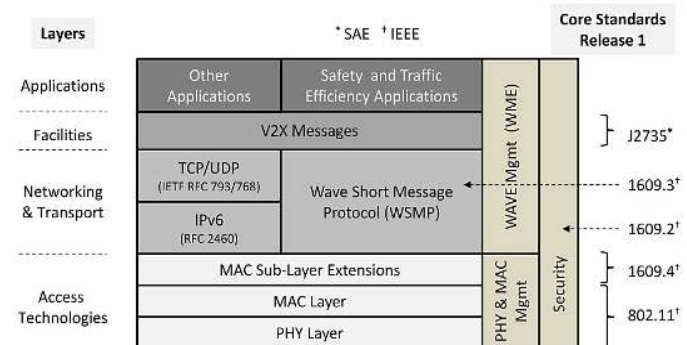 Layers
* SAE † IEEE
Core Standards
Release 1
Applications
Other
Applications
Safety and Traffic
Efficiency Applications
WAVE Mgmt (WME)
Security
Facilities
V2X Messages
J2735*
Networking
& Transport
TCP/UDP
(IETF RFC 793/768)
Wave Short Message
Protocol (WSMP)
1609.3†
IPv6
(RFC 2460)
1609.2†
Access
Technologies
MAC Sub-Layer Extensions
PHY & MAC
Mgmt
1609.4†
MAC Layer
802.11†
PHY Layer